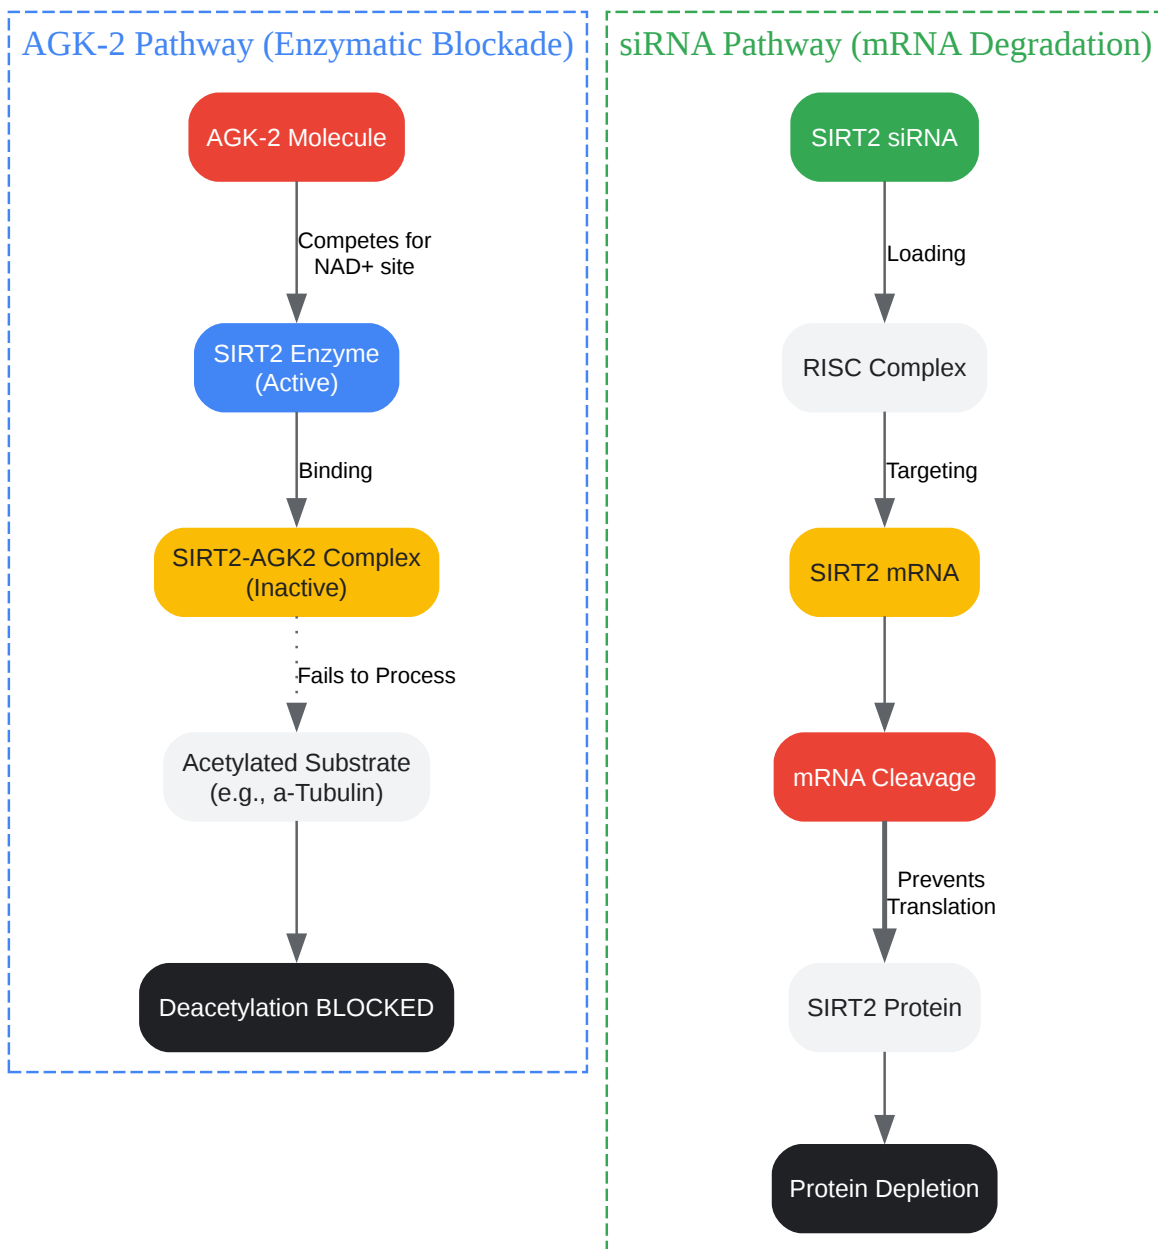 AGK-2 Pathway (Enzymatic Blockade)
AGK-2 Molecule
Competes for
NAD+ site
SIRT2 Enzyme
(Active)
Binding
SIRT2-AGK2 Complex
(Inactive)
Fails to Process
Acetylated Substrate
(e.g., a-Tubulin)
Deacetylation BLOCKED
siRNA Pathway (mRNA Degradation)
SIRT2 siRNA
Loading
RISC Complex
Targeting
SIRT2 mRNA
mRNA Cleavage
Prevents
Translation
SIRT2 Protein
Protein Depletion